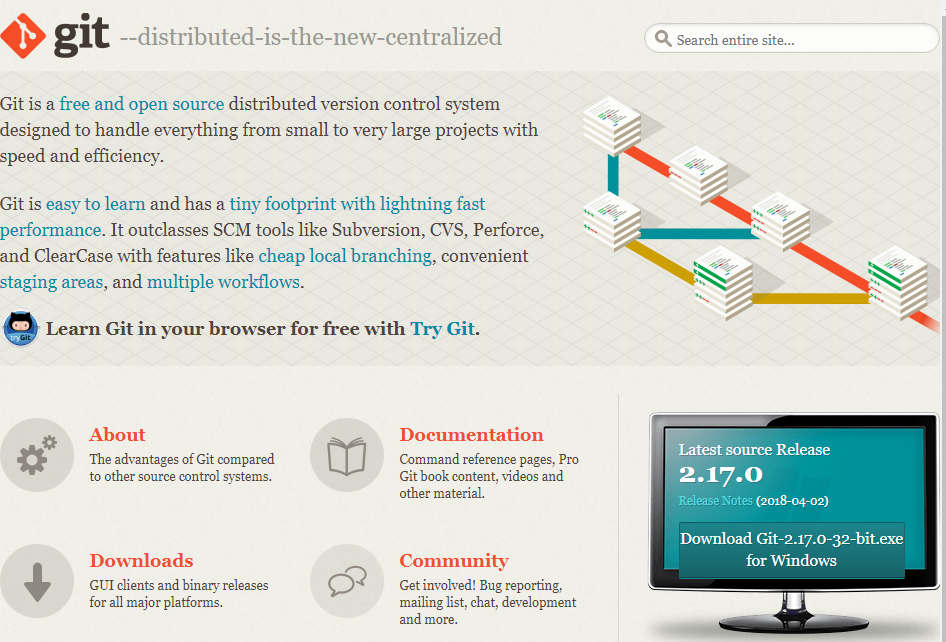 git --distributed-is-the-new-centralized
Search entire site...
Git is a free and open source distributed version control system
designed to handle everything from small to very large projects with
speed and efficiency.
Git is easy to learn and has a tiny footprint with lightning fast
performance. It outclasses SCM tools like Subversion, CVS, Perforce,
and ClearCase with features like cheap local branching, convenient
staging areas, and multiple workflows.
tryGit
Learn Git in your browser for free with Try Git.
About
The advantages of Git compared
to other source control systems.
Documentation
Command reference pages, Pro
Git book content, videos and
other material.
Downloads
GUI clients and binary releases
for all major platforms.
Community
Get involved! Bug reporting,
mailing list, chat, development
and more.
Latest source Release
2.17.0
Release Notes (2018-04-02)
Download Git-2.17.0-32-bit.exe
for Windows